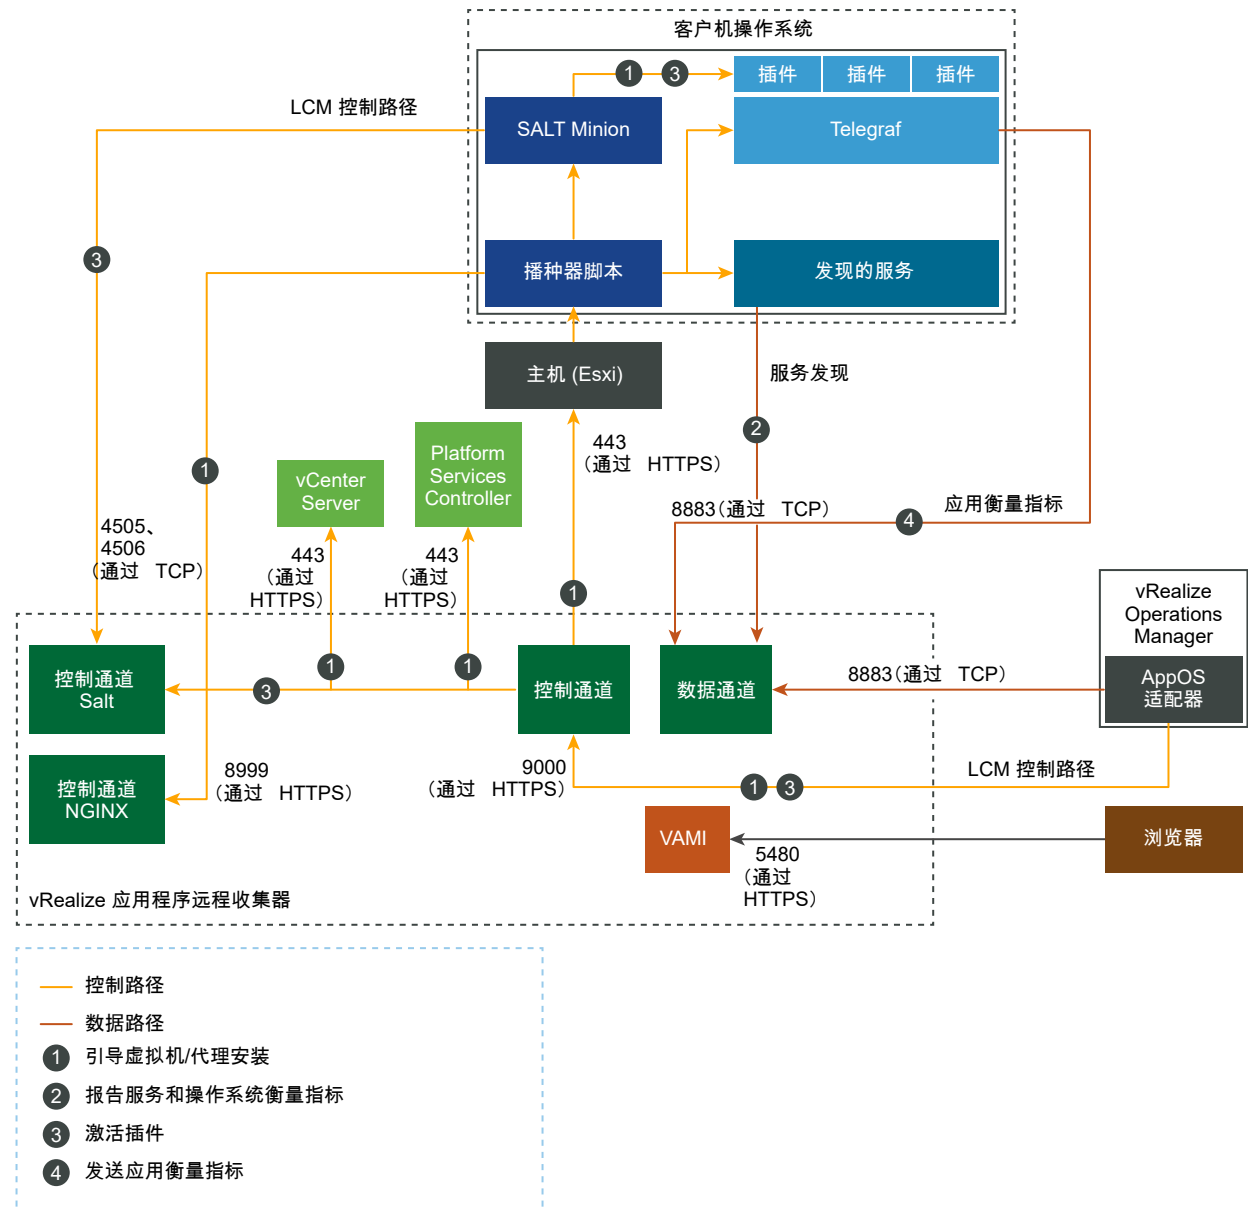 客户机操作系统
1
3
插件
插件
插件
LCM 控制路径
SALT Minion
Telegraf
3
播种器脚本
发现的服务
主机 (Esxi)
服务发现
2
1
443
（通过 HTTPS）
Platform
Services
Controller
vCenter
Server
8883（通过 TCP）
4
应用衡量指标
4505、
4506
（通过 TCP）
443
（通过
HTTPS）
443
（通过
HTTPS）
1
vRealize
Operations
Manager
AppOS
适配器
控制通道
Salt
3
1
1
控制通道
数据通道
8883（通过 TCP）
控制通道
NGINX
8999
（通过 HTTPS）
9000
（通过 HTTPS）
1
3
LCM 控制路径
VAMI
5480
（通过
HTTPS）
浏览器
vRealize 应用程序远程收集器
控制路径
数据路径
1 引导虚拟机/代理安装
2 报告服务和操作系统衡量指标
3 激活插件
4 发送应用衡量指标